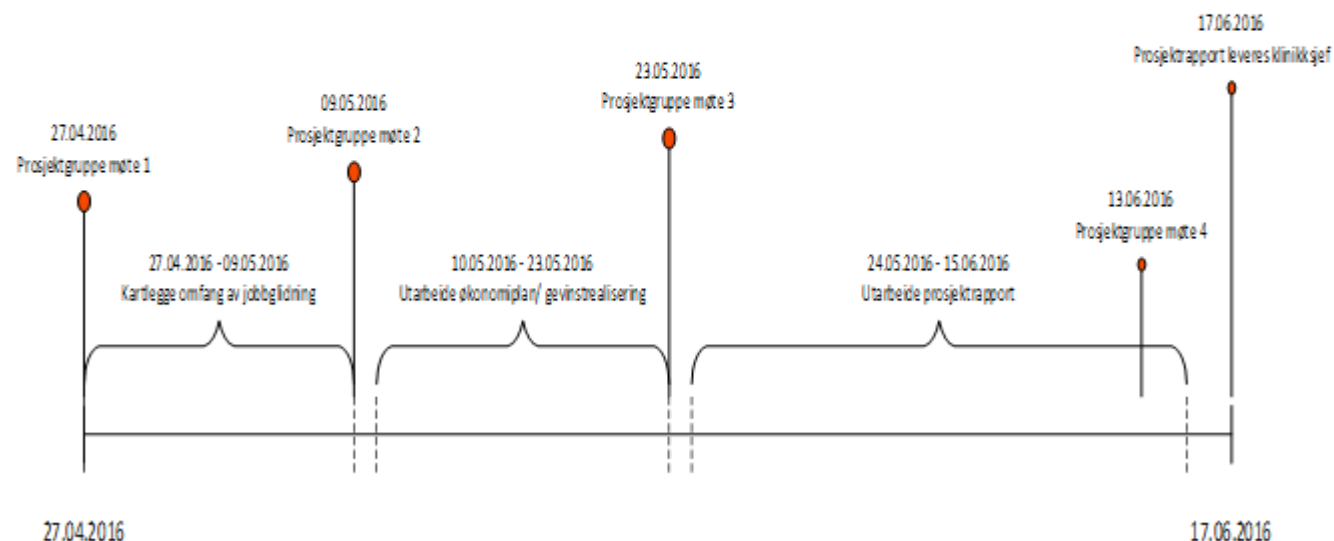 17.06.2016
Prosjektrapport leveres klinikksjef
23.05.2016
Prosjektgruppe møte 3
09.05.2016
Prosjektgruppe møte 2
27.04.2016
Prosjektgruppe møte 1
13.06.2016
Prosjektgruppe møte 4
27.04.2016 - 09.05.2016
Kartlegge omfang av jobbglidning
10.05.2016 - 23.05.2016
Utarbeide økonomiplan/ gevinstrealisering
24.05.2016 - 15.06.2016
Utarbeide prosjektrapport
27.04.2016
17.06.2016